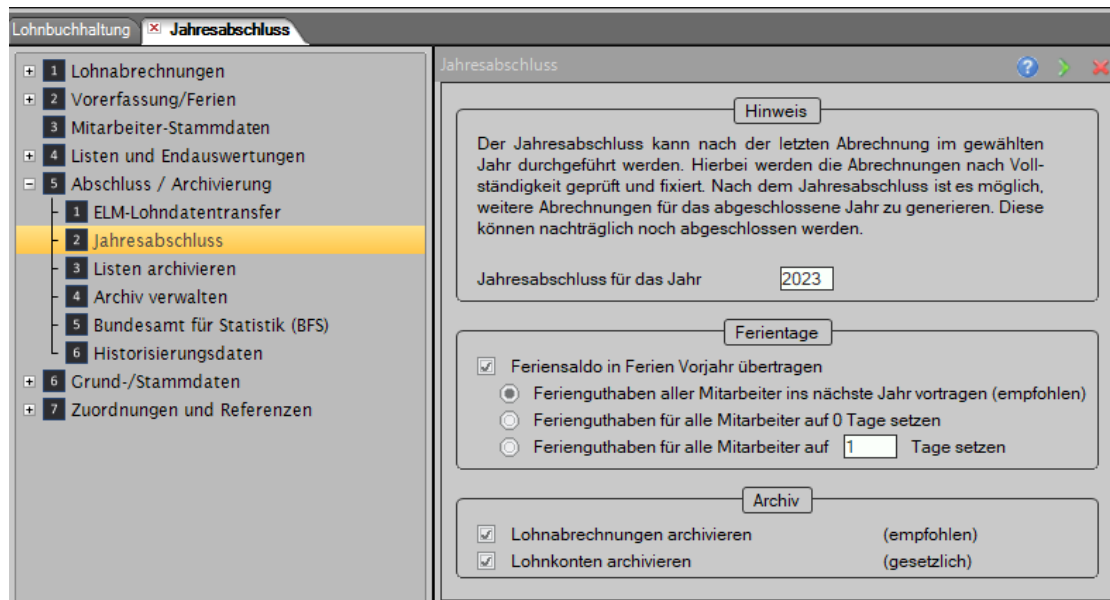 Lohnbuchhaltung Jahresabschluss
1 Lohnabrechnungen
2 Vorerfassung/Ferien
3 Mitarbeiter-Stammdaten
4 Listen und Endauswertungen
5 Abschluss / Archivierung
1 ELM-Lohndatentransfer
2 Jahresabschluss
3 Listen archivieren
4 Archiv verwalten
5 Bundesamt für Statistik (BFS)
6 Historisierungsdaten
6 Grund-/Stammdaten
7 Zuordnungen und Referenzen
Jahresabschluss
Hinweis
Der Jahresabschluss kann nach der letzten Abrechnung im gewählten
Jahr durchgeführt werden. Hierbei werden die Abrechnungen nach Voll-
ständigkeit geprüft und fixiert. Nach dem Jahresabschluss ist es möglich,
weitere Abrechnungen für das abgeschlossene Jahr zu generieren. Diese
können nachträglich noch abgeschlossen werden.
Jahresabschluss für das Jahr 2023
Ferientage
Feriensaldo in Ferien Vorjahr übertragen
Ferienguthaben aller Mitarbeiter ins nächste Jahr vortragen (empfohlen)
Ferienguthaben für alle Mitarbeiter auf 0 Tage setzen
Ferienguthaben für alle Mitarbeiter auf 1 Tage setzen
Archiv
Lohnabrechnungen archivieren (empfohlen)
Lohnkonten archivieren (gesetzlich)